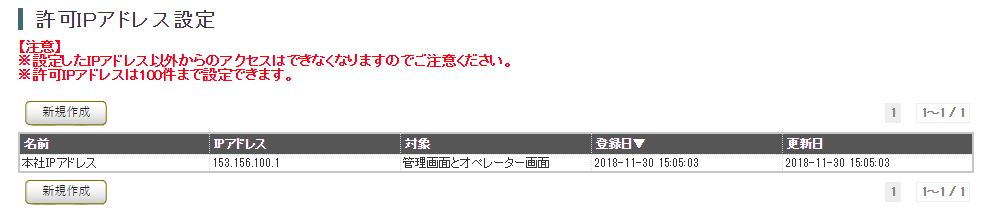 許可IPアドレス設定
【注意】
※設定したIPアドレス以外からのアクセスはできなくなりますのでご注意ください。
※許可IPアドレスは100件まで設定できます。
新規作成 1 1～1 / 1
名前 IPアドレス 対象 登録日▼ 更新日
本社IPアドレス 153.156.100.1 管理画面とオペレーター画面 2018-11-30 15:05:03 2018-11-30 15:05:03
新規作成 1 1～1 / 1